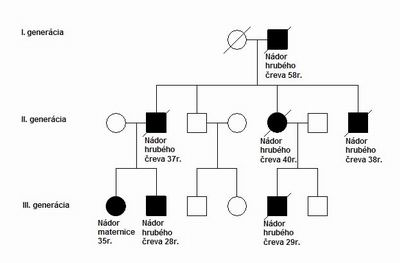 I. generácia
Nádor
hrubého
čreva 58r.
II. generácia
Nádor
hrubého
čreva 37r.
Nádor
hrubého
čreva 40r.
Nádor
hrubého
čreva 38r.
III. generácia
Nádor
maternice
35r.
Nádor
hrubého
čreva 28r.
Nádor
hrubého
čreva 29r.